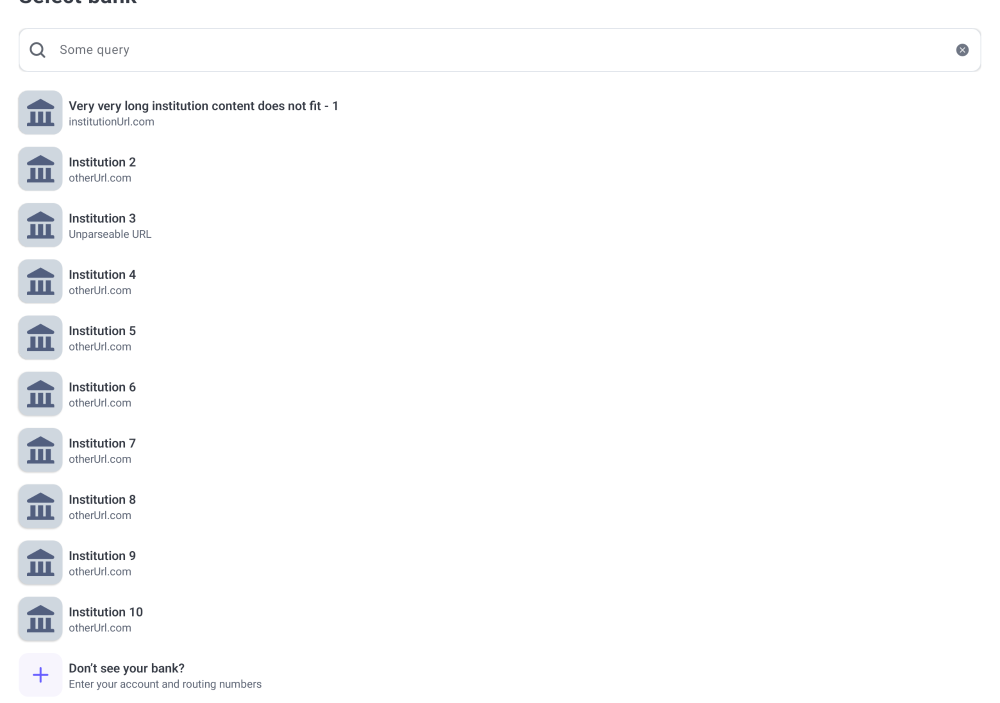 Select bank
Some query
Very very long institution content does not fit - 1
institutionUrl.com
Institution 2
otherUrl.com
Institution 3
Unparseable URL
Institution 4
otherUrl.com
Institution 5
otherUrl.com
Institution 6
otherUrl.com
Institution 7
otherUrl.com
Institution 8
otherUrl.com
Institution 9
otherUrl.com
Institution 10
otherUrl.com
Don’t see your bank?
Enter your account and routing numbers